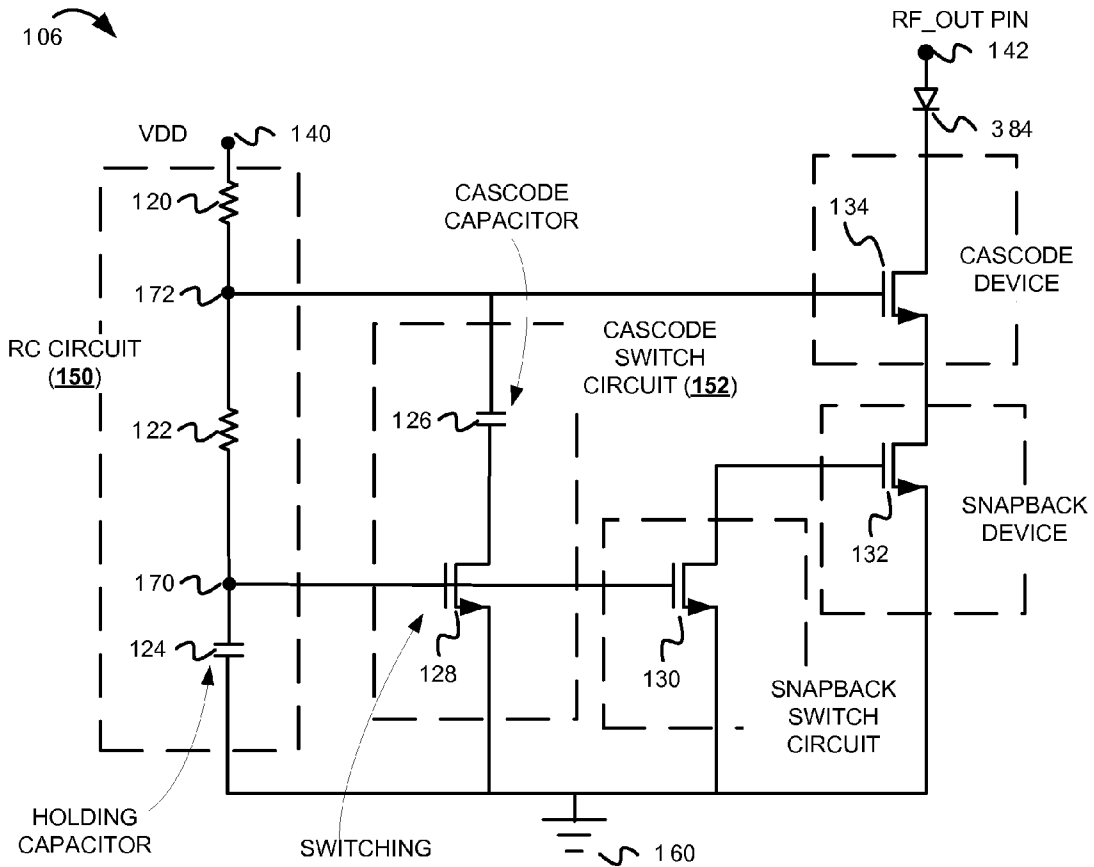 106
RF_OUT PIN
142
384
VDD
140
120
CASCODE
CAPACITOR
134
CASCODE
DEVICE
172
RC CIRCUIT
(150)
CASCODE
SWITCH
CIRCUIT (152)
122
126
SNAPBACK
DEVICE
132
170
124
128
130
SNAPBACK
SWITCH
CIRCUIT
HOLDING
CAPACITOR
SWITCHING
160